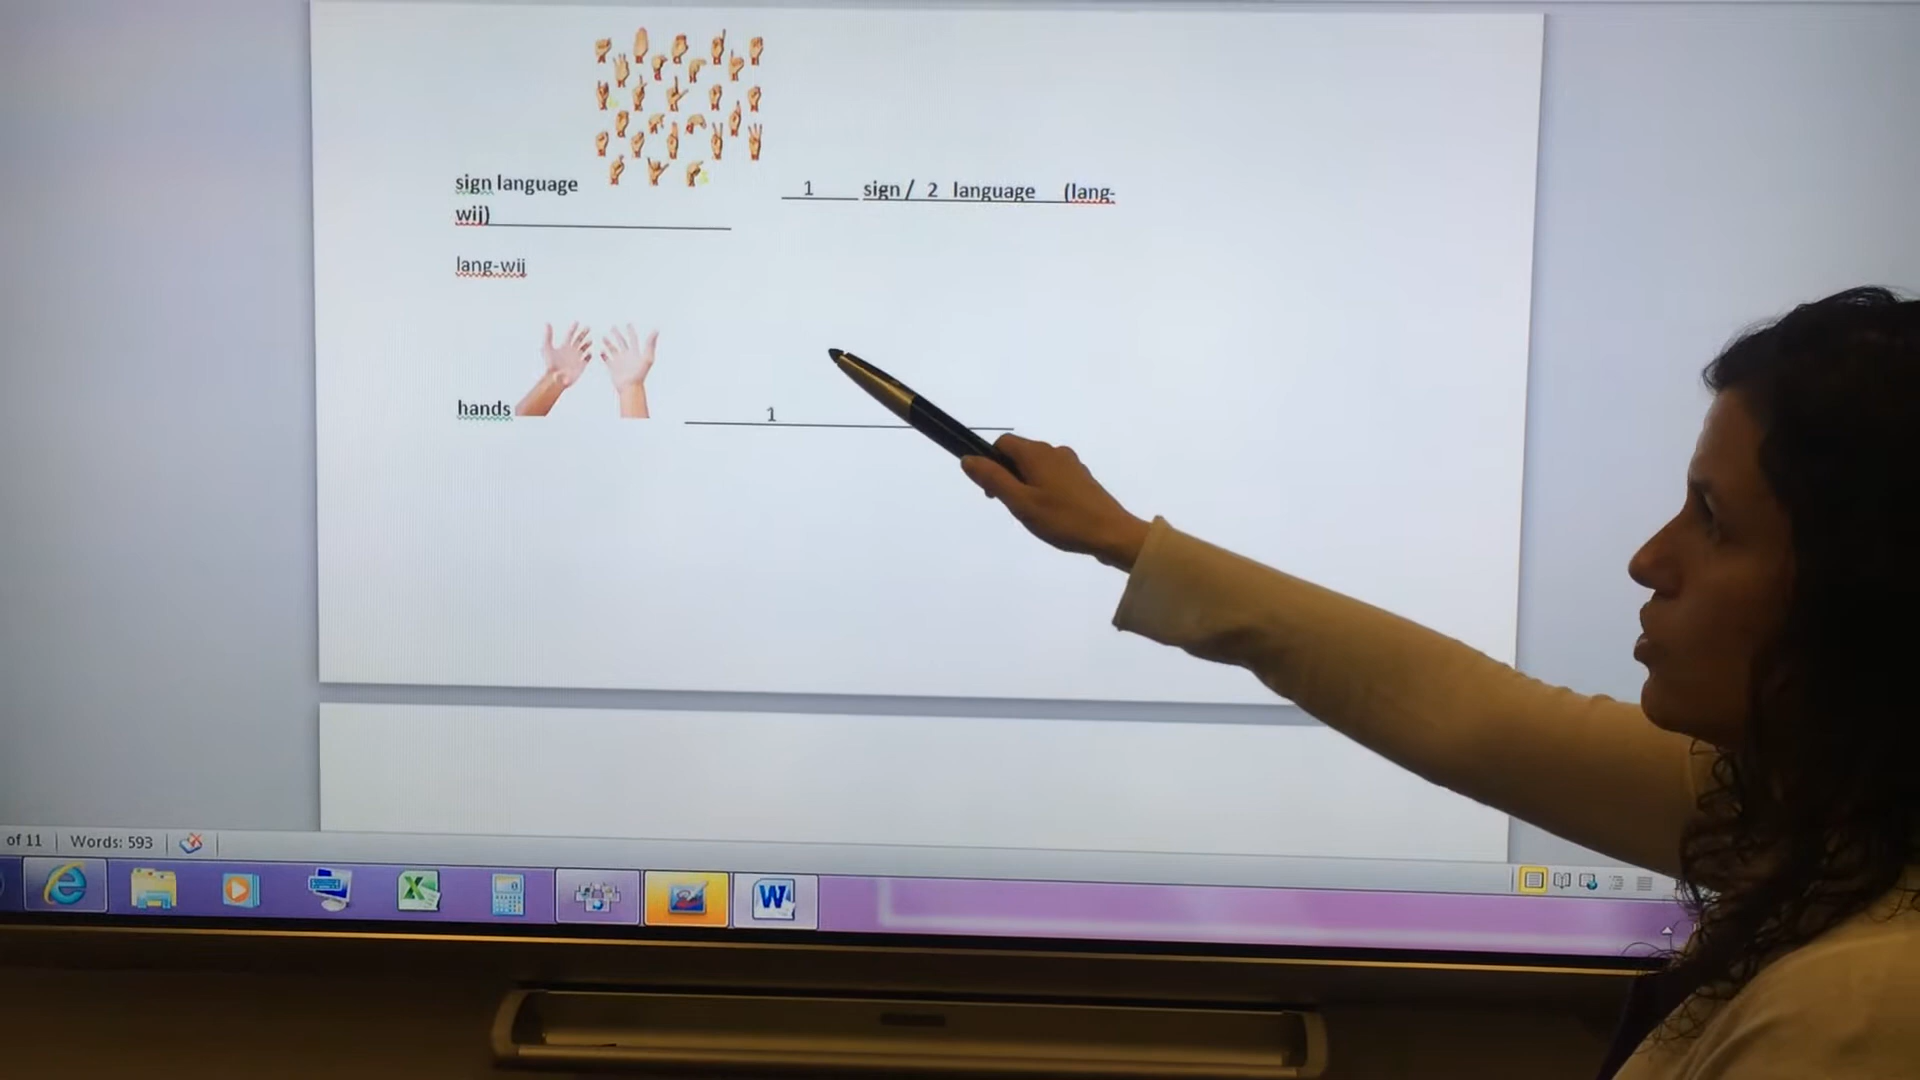 sign language 1 sign / 2 language (lang-
wij)
lang-wij
hands 1
of 11 Words: 593